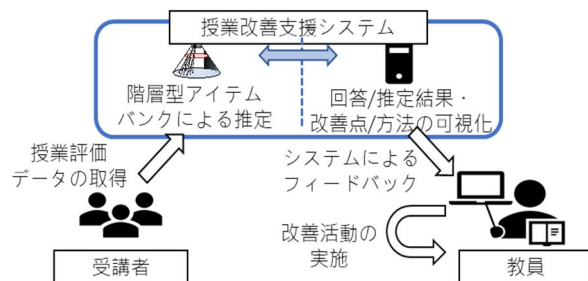 授業改善支援システム
階層型アイテム
バンクによる推定
回答/推定結果・
改善点/方法の可視化
授業評価
データの取得
システムによる
フィードバック
改善活動の
実施
受講者
教員